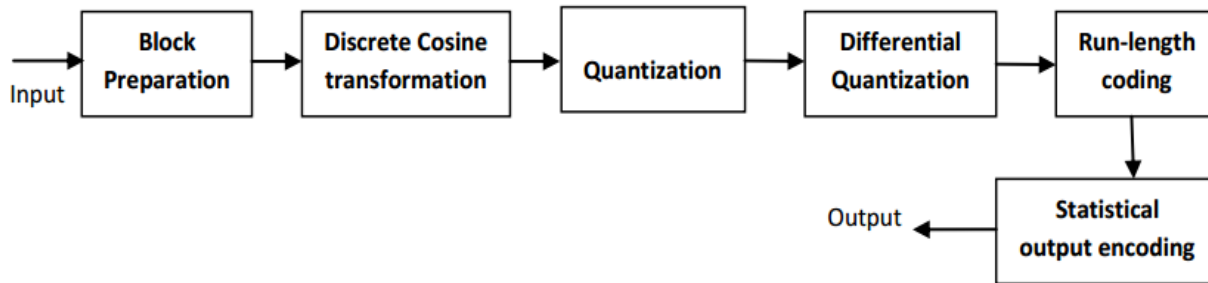 Input
Block
Preparation
Discrete Cosine
transformation
Quantization
Differential
Quantization
Run-length
coding
Statistical
output encoding
Output